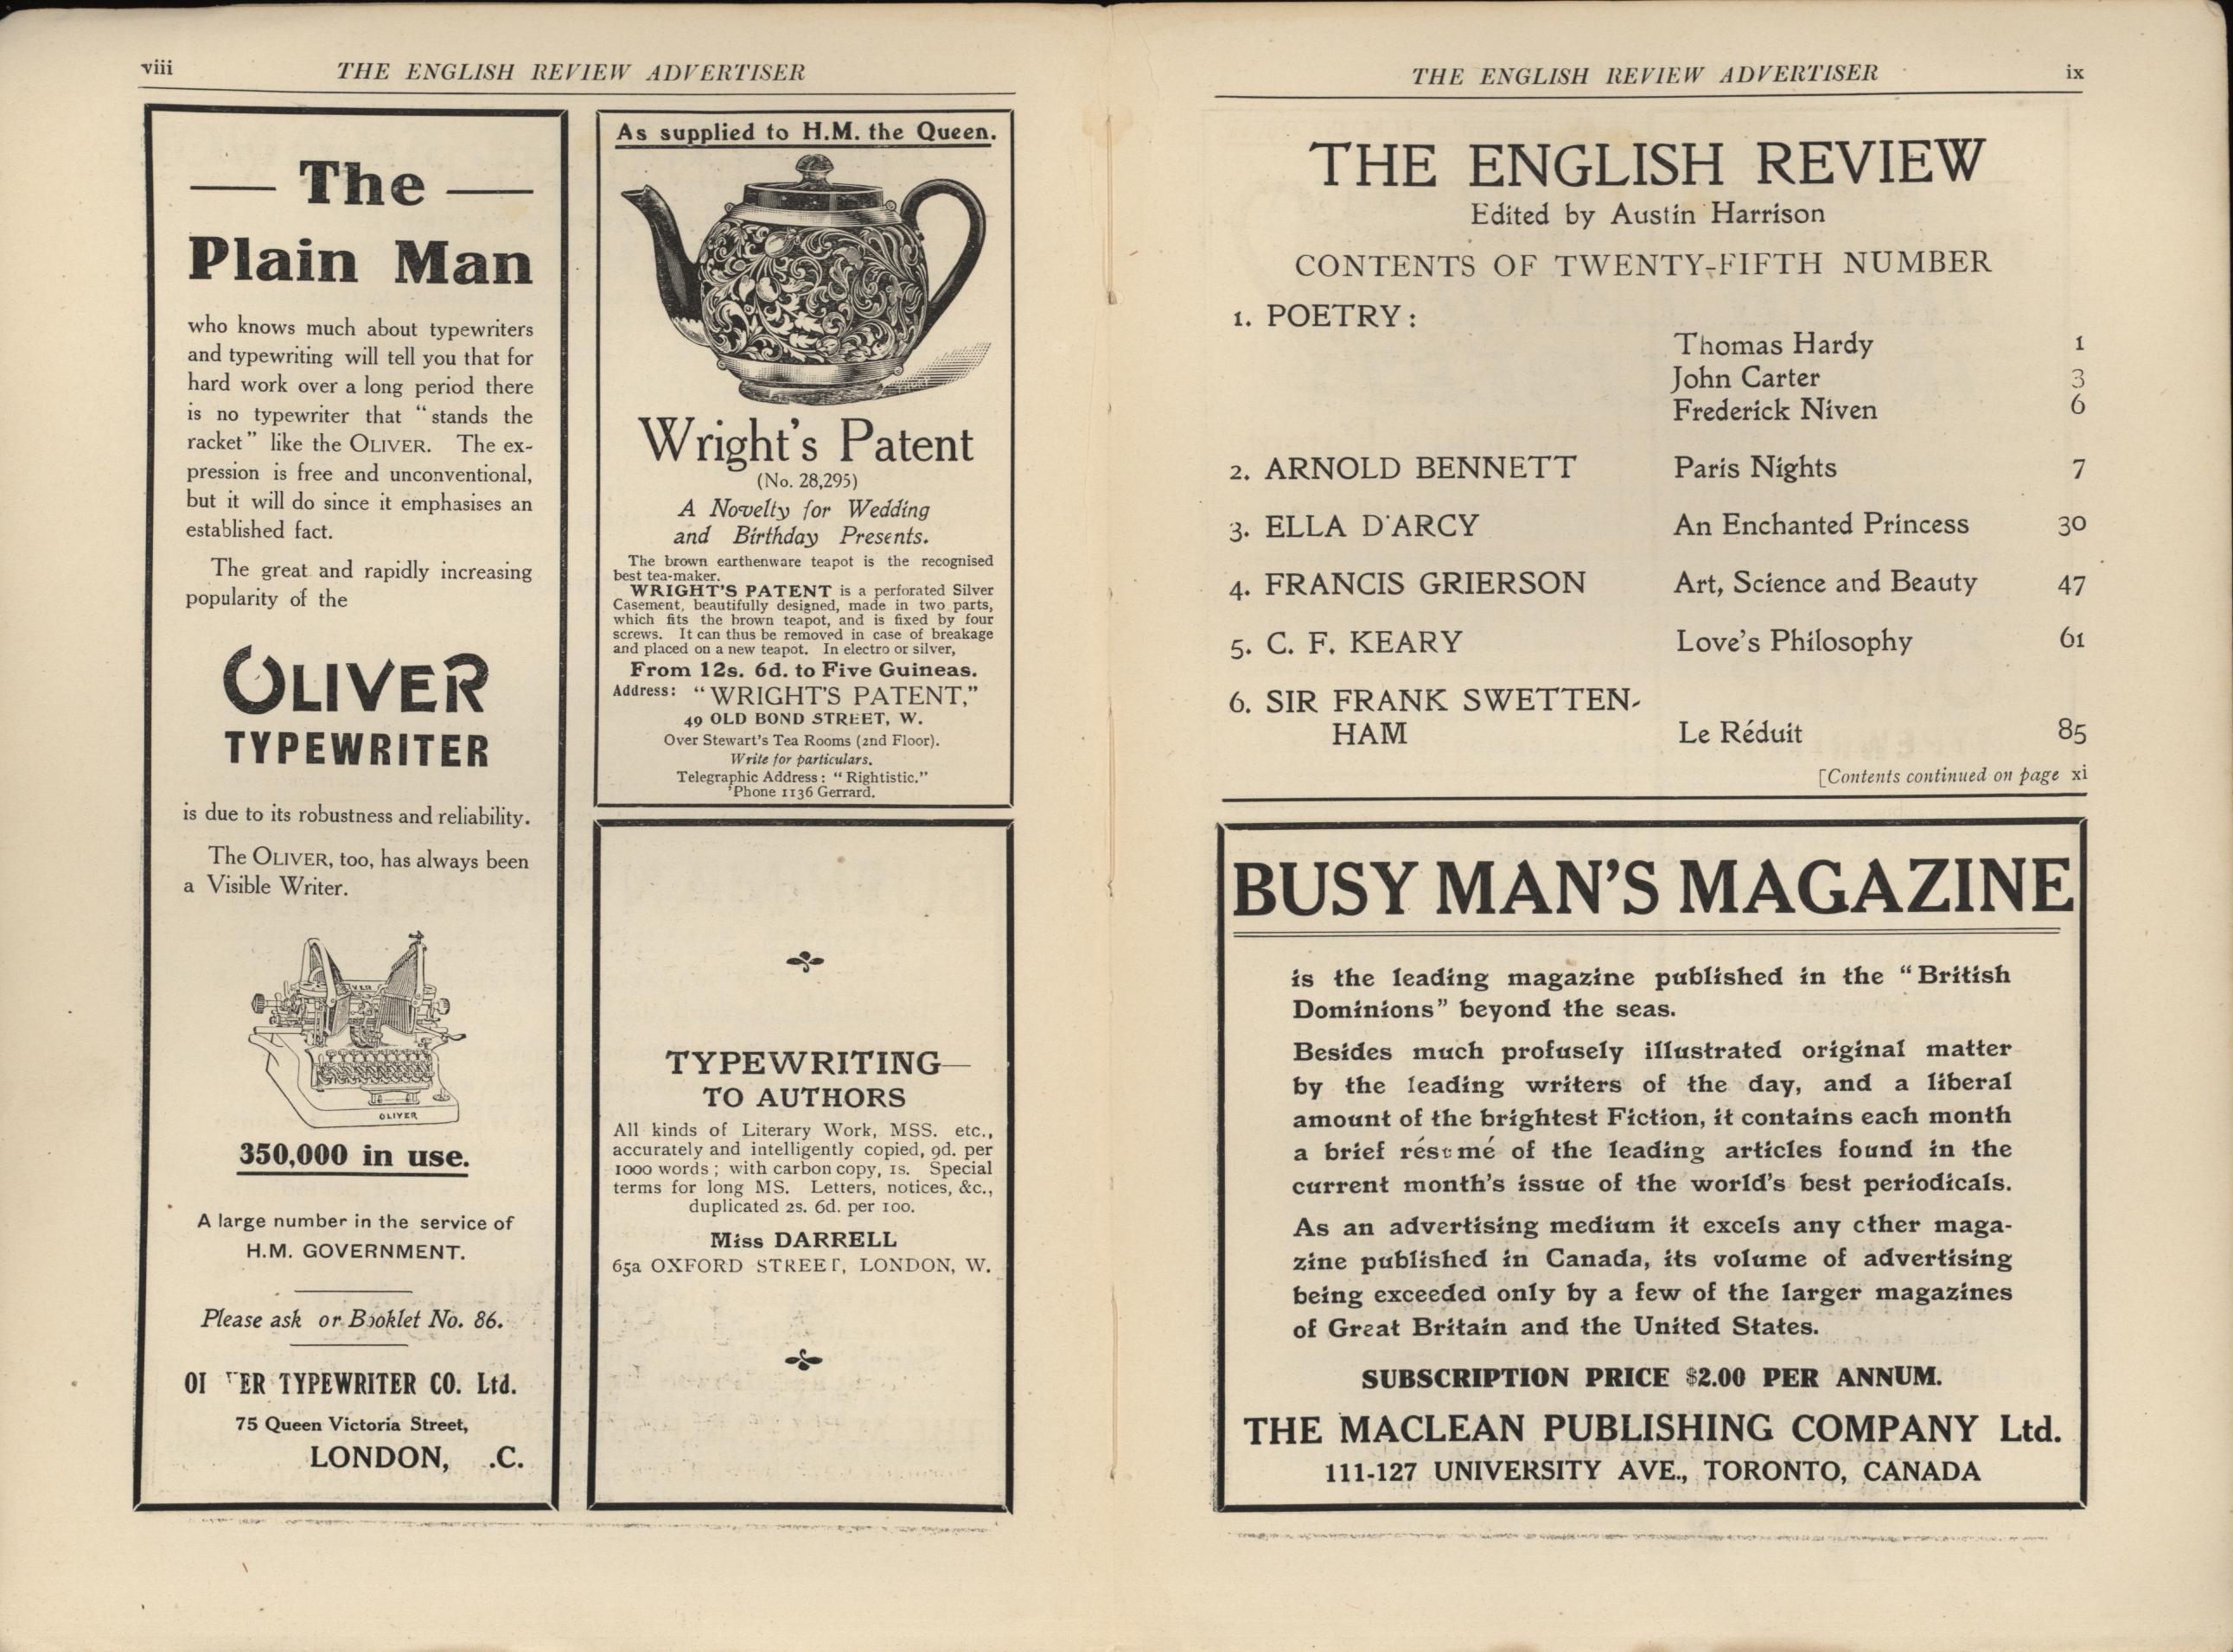 viii
THE ENGLISH REVIEW ADVERTISER
— The —
Plain Man
who knows much about typewriters
and typewriting will tell you that for
hard work over a long period there
is no typewriter that “stands the
racket” like the OLIVER. The ex-
pression is free and unconventional,
but it will do since it emphasises an
established fact.
The great and rapidly increasing
popularity of the
OLIVER
TYPEWRITER
is due to its robustness and reliability.
The OLIVER, too, has always been
a Visible Writer.
OLIVER
350,000 in use.
A large number in the service of
H.M. GOVERNMENT.
Please ask or Booklet No. 86.
OI ER TYPEWRITER CO. Ltd.
75 Queen Victoria Street,
LONDON, .C.
As supplied to H.M. the Queen.
Wright's Patent
(No. 28,295)
A Novelty for Wedding
and Birthday Presents.
The brown earthenware teapot is the recognised
best tea-maker.
WRIGHT'S PATENT is a perforated Silver
Casement, beautifully designed, made in two parts,
which fits the brown teapot, and is fixed by four
screws. It can thus be removed in case of breakage
and placed on a new teapot. In electro or silver,
From 12s. 6d. to Five Guineas.
Address: “WRIGHT'S PATENT,”
49 OLD BOND STREET, W.
Over Stewart's Tea Rooms (2nd Floor).
Write for particulars.
Telegraphic Address: “Rightistic.”
'Phone 1136 Gerrard.
TYPEWRITING—
TO AUTHORS
All kinds of Literary Work, MSS. etc.,
accurately and intelligently copied, 9d. per
1000 words; with carbon copy, 1s. Special
terms for long MS. Letters, notices, &c.,
duplicated 2s. 6d. per 100.
Miss DARRELL
65a OXFORD STREET, LONDON, W.
THE ENGLISH REVIEW ADVERTISER
ix
THE ENGLISH REVIEW
Edited by Austin Harrison
CONTENTS OF TWENTY-FIFTH NUMBER
1. POETRY:
Thomas Hardy 1
John Carter 3
Frederick Niven 6
2. ARNOLD BENNETT Paris Nights 7
3. ELLA D'ARCY An Enchanted Princess 30
4. FRANCIS GRIERSON Art, Science and Beauty 47
5. C. F. KEARY Love's Philosophy 61
6. SIR FRANK SWETTEN-
HAM Le Réduit 85
[Contents continued on page xi
BUSY MAN'S MAGAZINE
is the leading magazine published in the “British
Dominions” beyond the seas.
Besides much profusely illustrated original matter
by the leading writers of the day, and a liberal
amount of the brightest Fiction, it contains each month
a brief résumé of the leading articles found in the
current month's issue of the world's best periodicals.
As an advertising medium it excels any other maga-
zine published in Canada, its volume of advertising
being exceeded only by a few of the larger magazines
of Great Britain and the United States.
SUBSCRIPTION PRICE $2.00 PER ANNUM.
THE MACLEAN PUBLISHING COMPANY Ltd.
111-127 UNIVERSITY AVE., TORONTO, CANADA